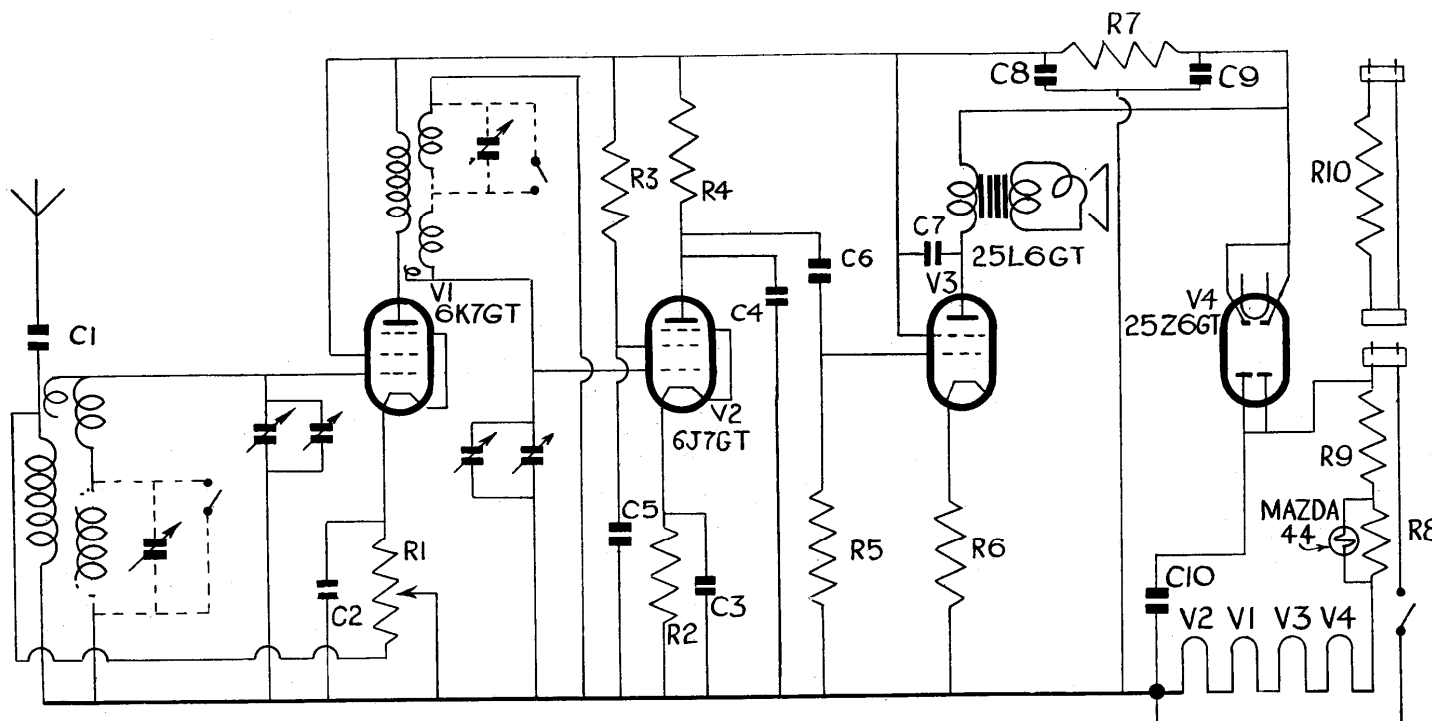 R7
C8
C9
R3
R4
R10
C7
25L6GT
C6
V1
6K7GT
V3
C4
V4
25Z6GT
C1
V2
6J7GT
R9
C5
MAZDA
44
R1
R5
R6
R8
C2
R2
C3
C10
V2 V1 V3 V4